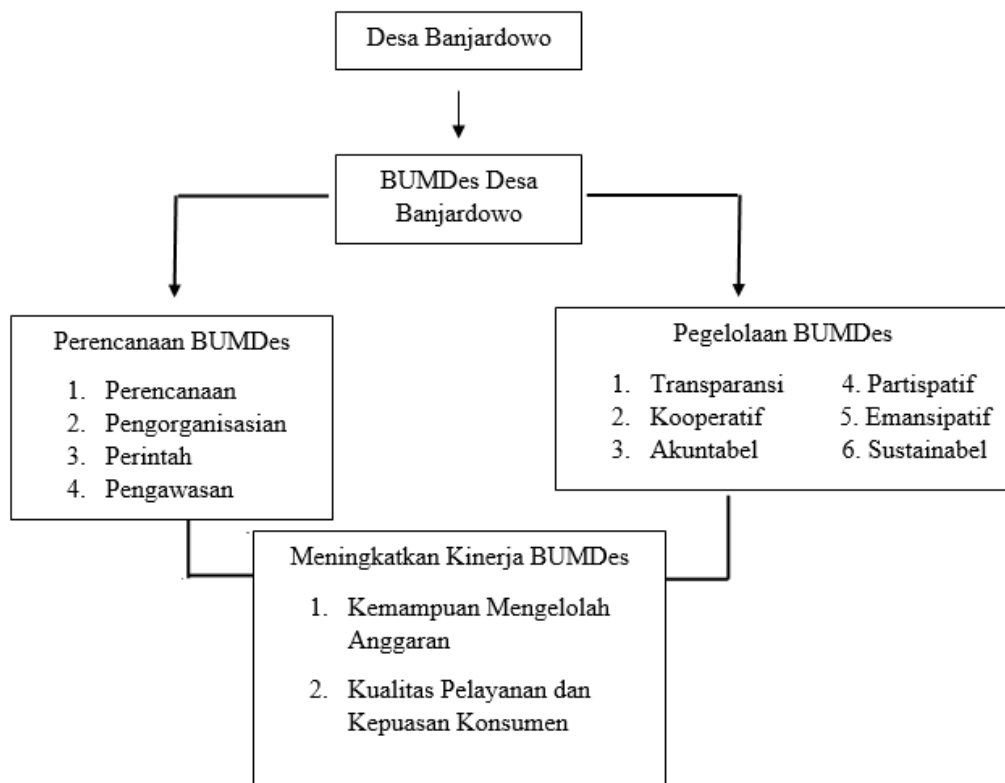 Desa Banjardowo
BUMDes Desa
Banjardowo
Perencanaan BUMDes
1. Perencanaan
2. Pengorganisasian
3. Perintah
4. Pengawasan
Pegelolaan BUMDes
1. Transparansi
2. Kooperatif
3. Akuntabel
4. Partispatif
5. Emansipatif
6. Sustainabel
Meningkatkan Kinerja BUMDes
1. Kemampuan Mengelolah
Anggaran
2. Kualitas Pelayanan dan
Kepuasan Konsumen